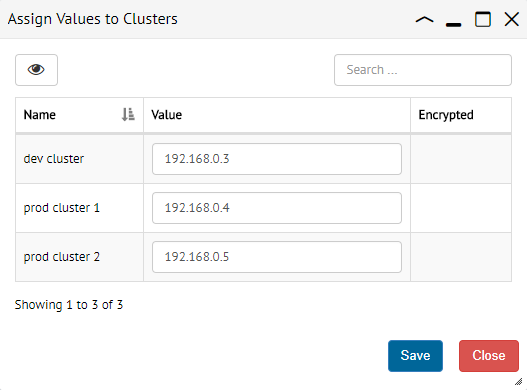 Assign Values to Clusters
Search ...
Name Value Encrypted
dev cluster 192.168.0.3
prod cluster 1 192.168.0.4
prod cluster 2 192.168.0.5
Showing 1 to 3 of 3
Save Close